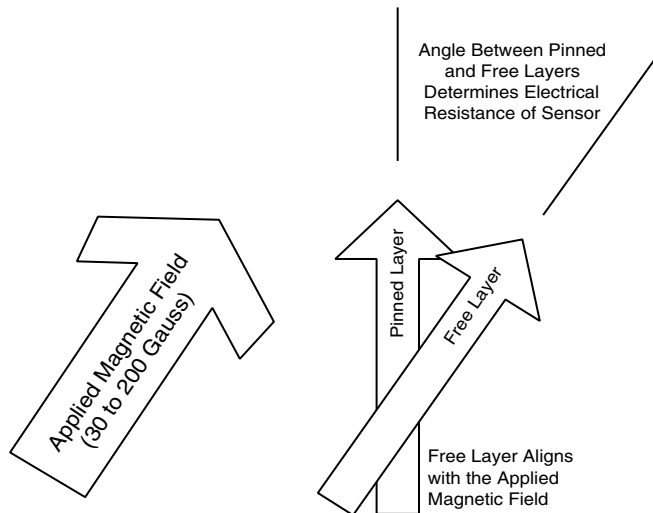 Angle Between Pinned
and Free Layers
Determines Electrical
Resistance of Sensor
Applied Magnetic Field
(30 to 200 Gauss)
Pinned Layer
Free Layer
Free Layer Aligns
with the Applied
Magnetic Field